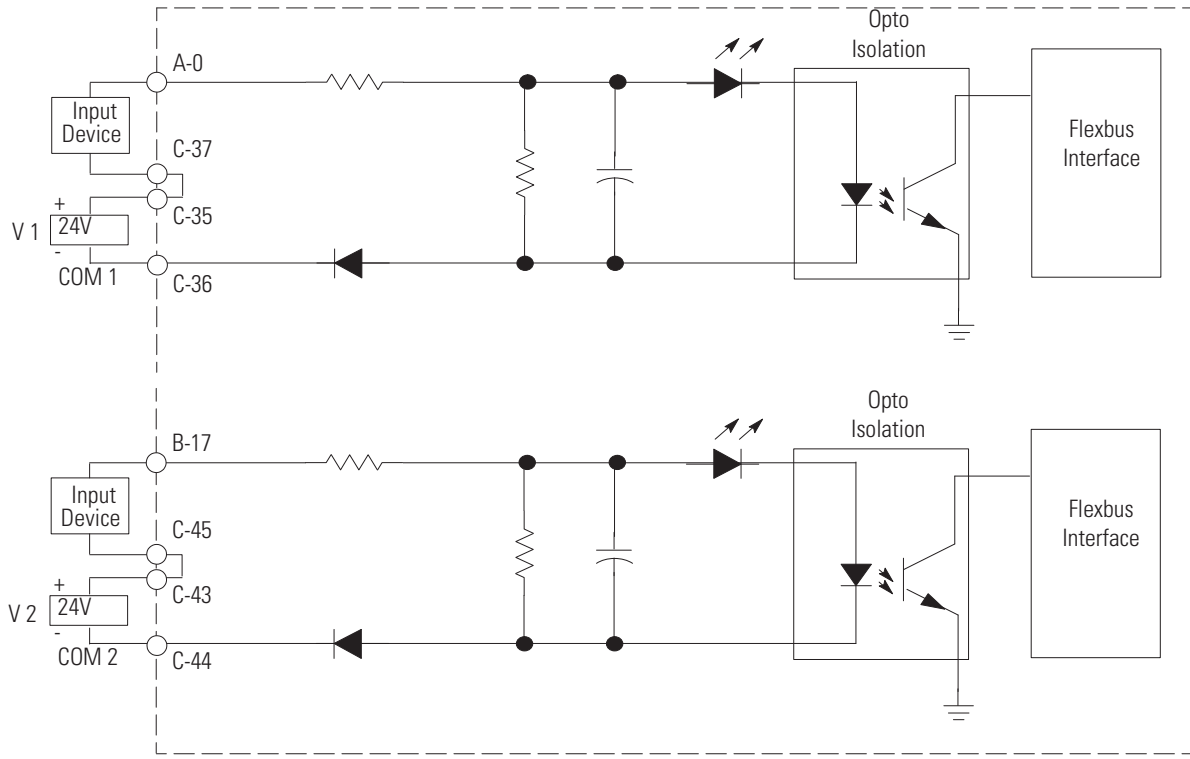 Opto
Isolation
A-0
Input
Device
C-37
Flexbus
Interface
+
C-35
V 1
24V
-
COM 1
C-36
Opto
Isolation
B-17
Input
Device
C-45
Flexbus
Interface
+
C-43
V 2
24V
-
COM 2
C-44